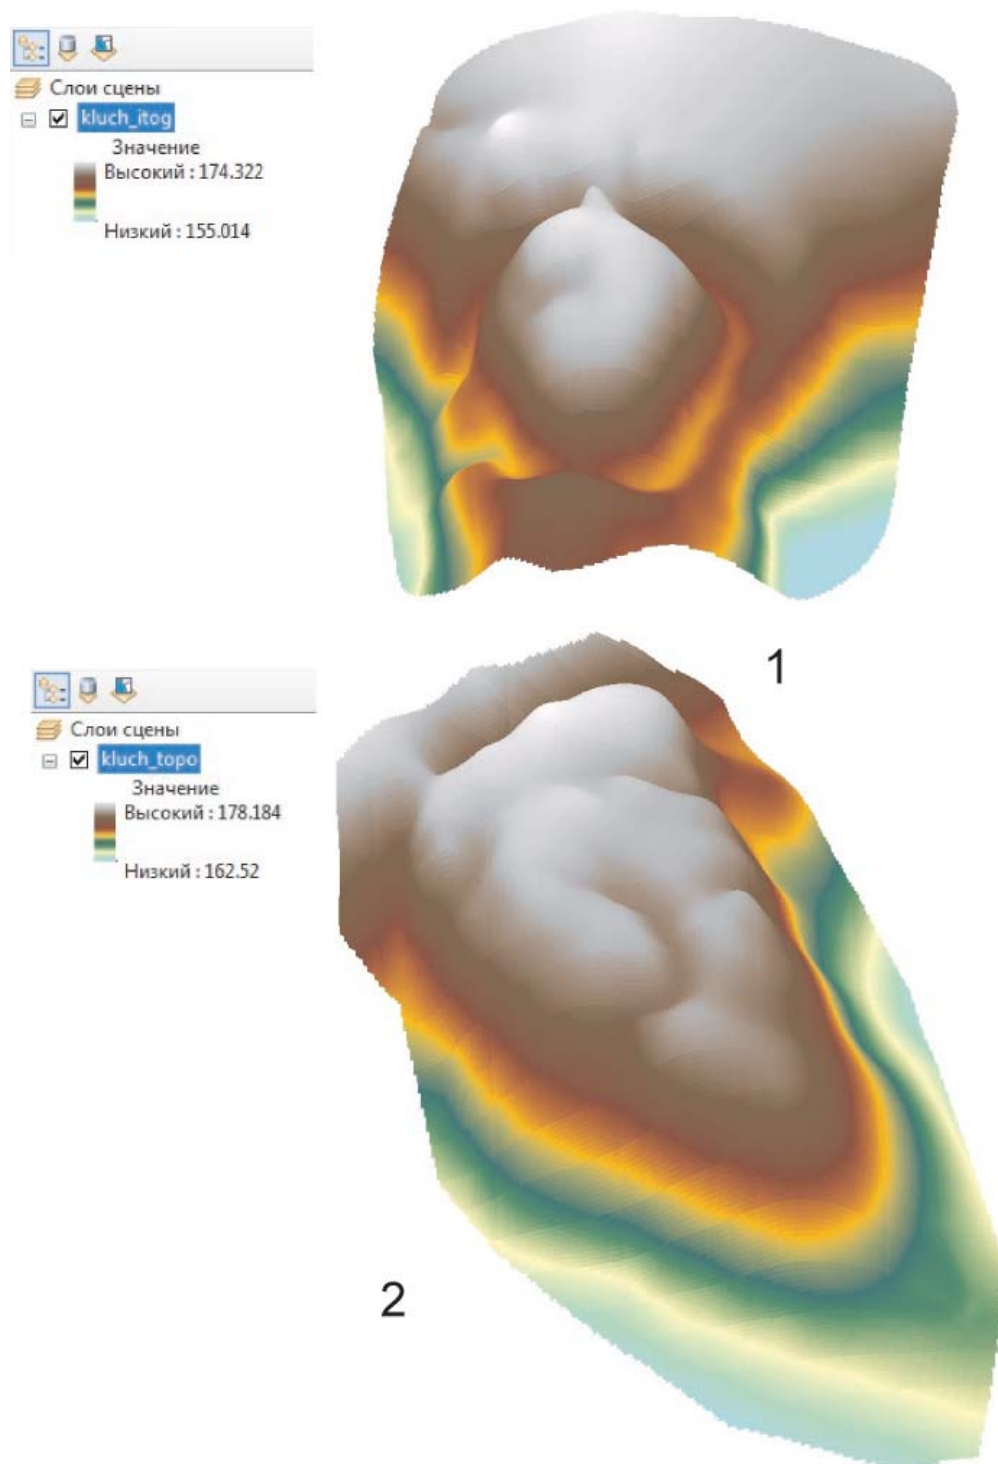 Слои сцены
kluch_itog
Значение
Высокий : 174.322
Низкий : 155.014
1
Слои сцены
kluch_topo
Значение
Высокий : 178.184
Низкий : 162.52
2